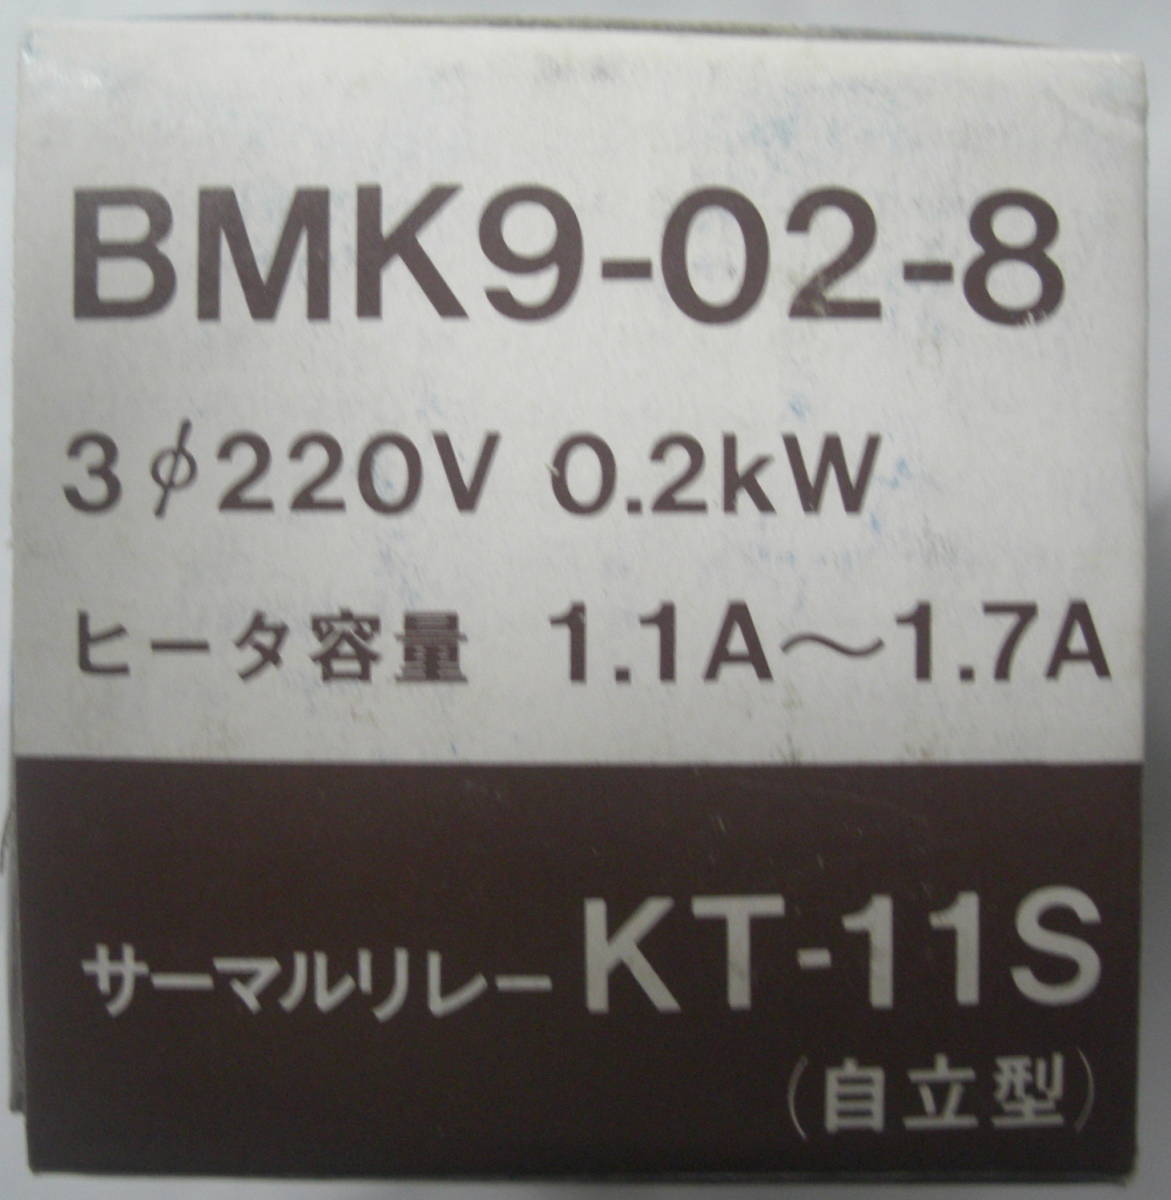 BMK9-02-8
3φ220V 0.2kW
ヒータ容量 1.1A〜1.7A
サーマルリレー KT-11S
(自立型)